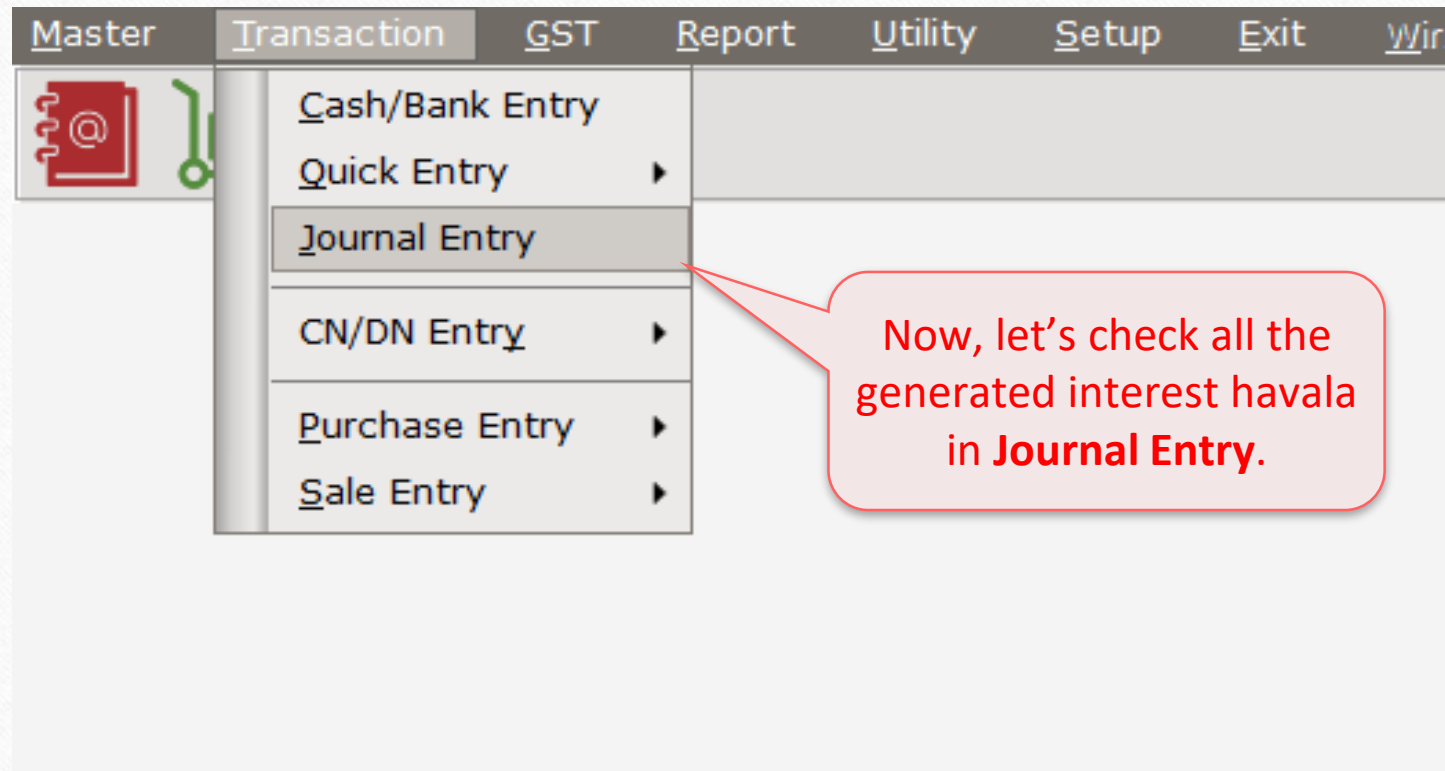 Master Transaction GST Report Utility Setup Exit
@
Cash/Bank Entry
Quick Entry
Journal Entry
CN/DN Entry
Purchase Entry
Sale Entry
Now, let’s check all the
generated interest havala
in Journal Entry.